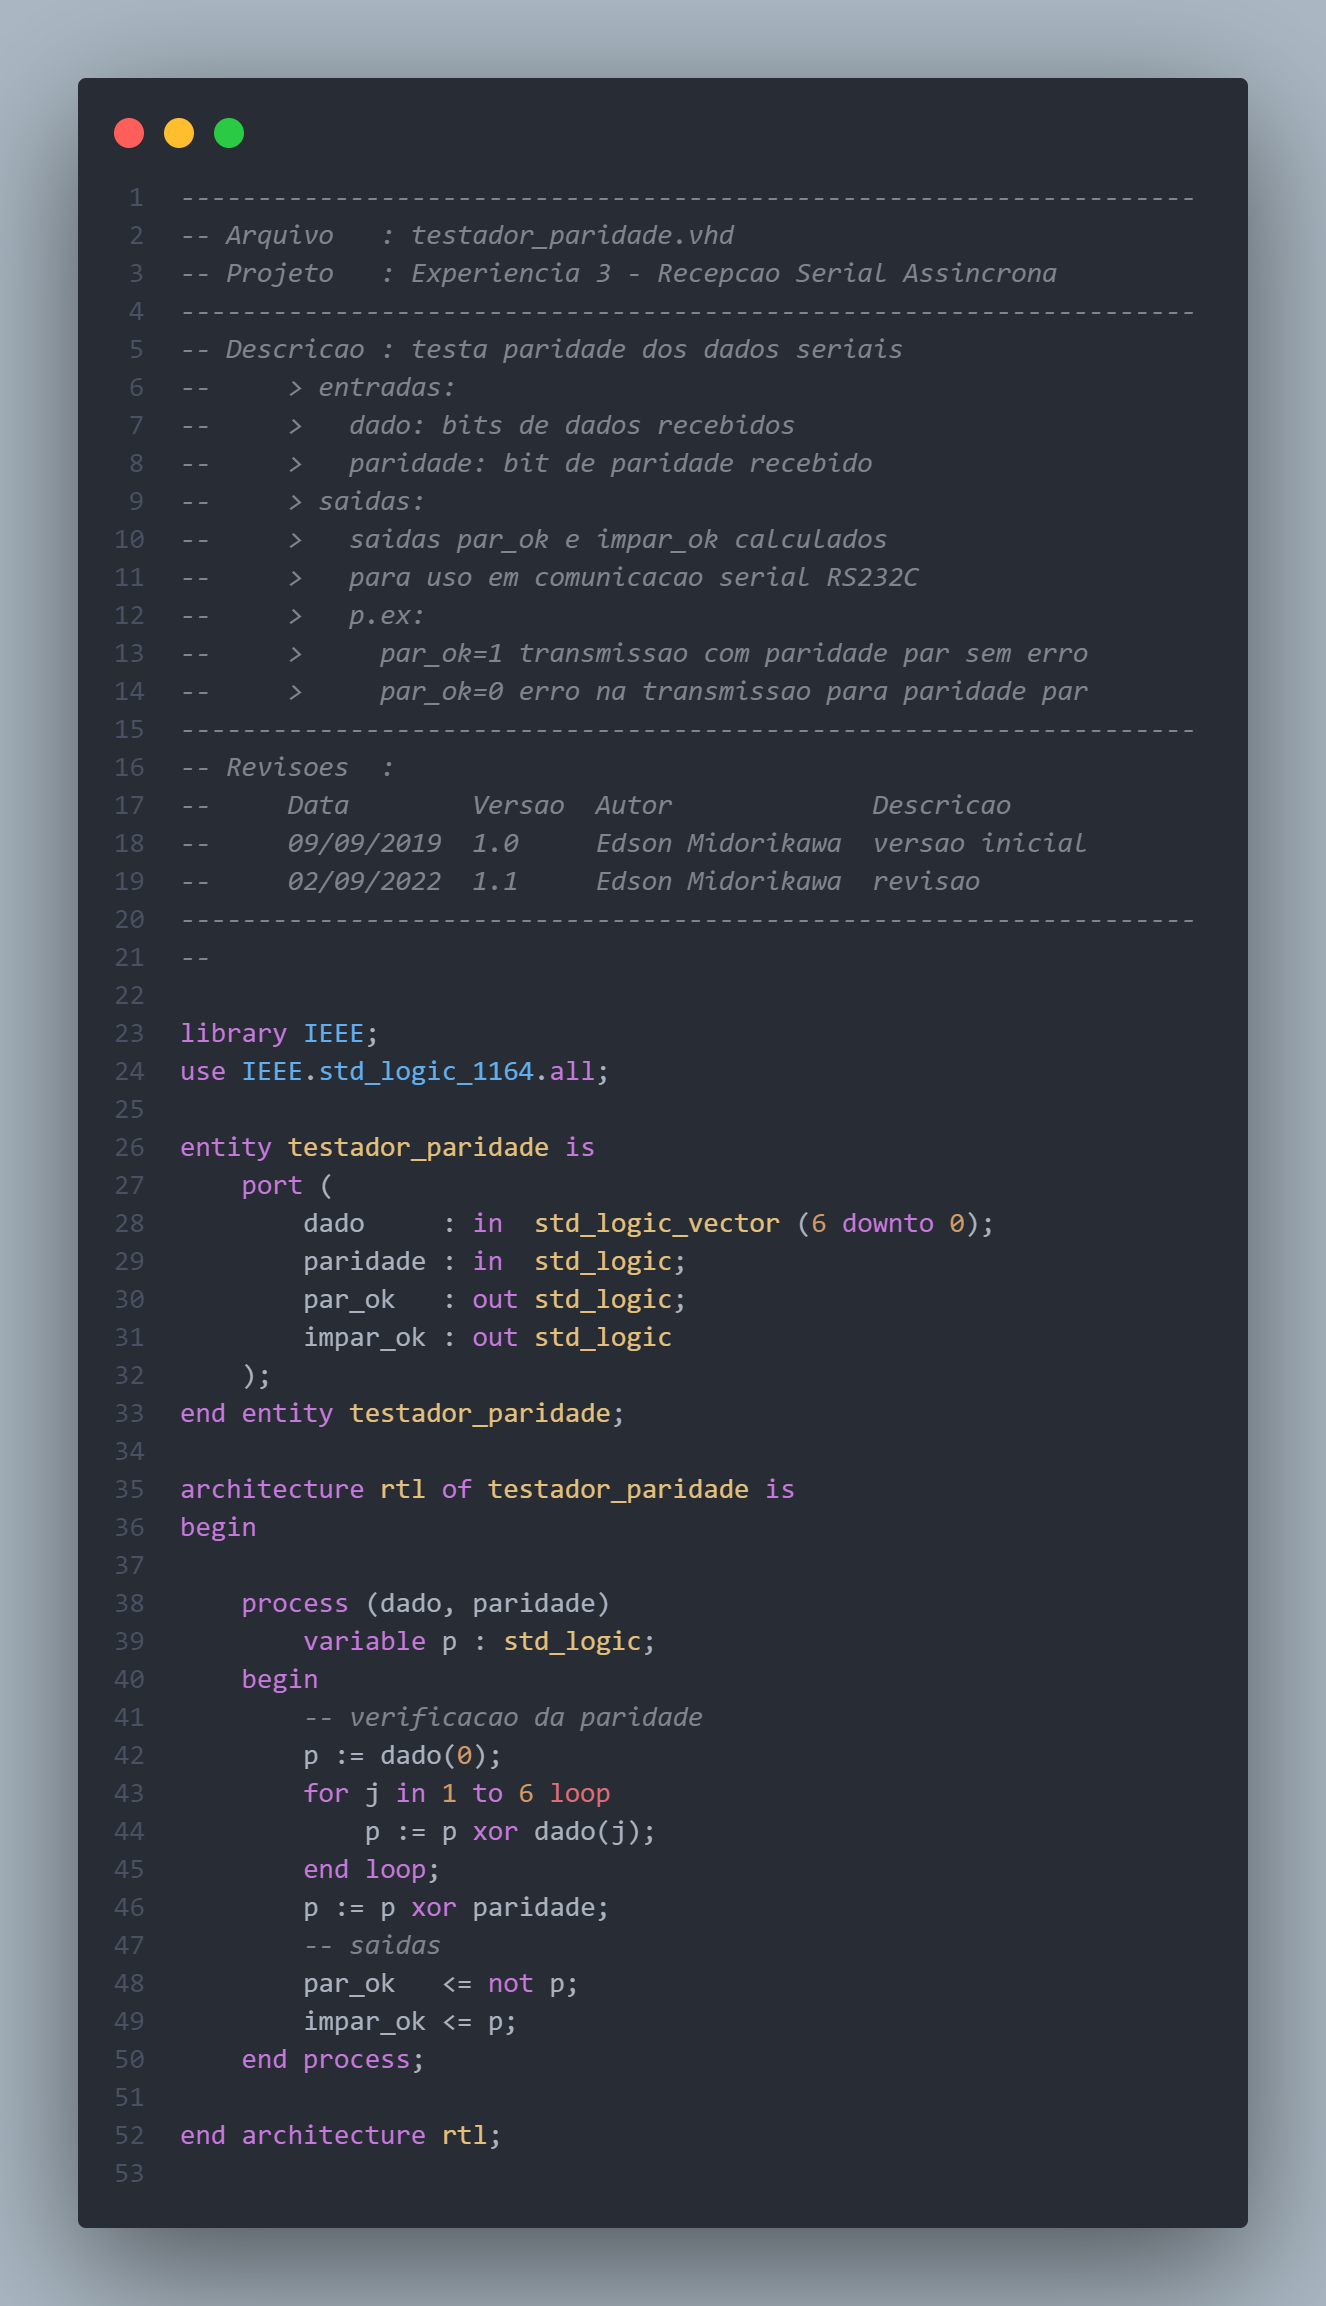 1 ------------------------------------------------------------------
2 -- Arquivo   : testador_paridade.vhd
3 -- Projeto   : Experiencia 3 - Recepcao Serial Assincrona
4 ------------------------------------------------------------------
5 -- Descricao : testa paridade dos dados seriais
6 --     > entradas:
7 --     >   dado: bits de dados recebidos
8 --     >   paridade: bit de paridade recebido
9 --     > saidas:
10 --     >   saidas par_ok e impar_ok calculados
11 --     >   para uso em comunicacao serial RS232C
12 --     >   p.ex:
13 --     >     par_ok=1 transmissao com paridade par sem erro
14 --     >     par_ok=0 erro na transmissao para paridade par
15 ------------------------------------------------------------------
16 -- Revisoes  :
17 --     Data        Versao  Autor             Descricao
18 --     09/09/2019  1.0     Edson Midorikawa  versao inicial
19 --     02/09/2022  1.1     Edson Midorikawa  revisao
20 ------------------------------------------------------------------
21 --
22
23 library IEEE;
24 use IEEE.std_logic_1164.all;
25
26 entity testador_paridade is
27     port (
28         dado     : in  std_logic_vector (6 downto 0);
29         paridade : in  std_logic;
30         par_ok   : out std_logic;
31         impar_ok : out std_logic
32     );
33 end entity testador_paridade;
34
35 architecture rtl of testador_paridade is
36 begin
37
38     process (dado, paridade)
39         variable p : std_logic;
40     begin
41         -- verificacao da paridade
42         p := dado(0);
43         for j in 1 to 6 loop
44             p := p xor dado(j);
45         end loop;
46         p := p xor paridade;
47         -- saidas
48         par_ok   <= not p;
49         impar_ok <= p;
50     end process;
51
52 end architecture rtl;
53